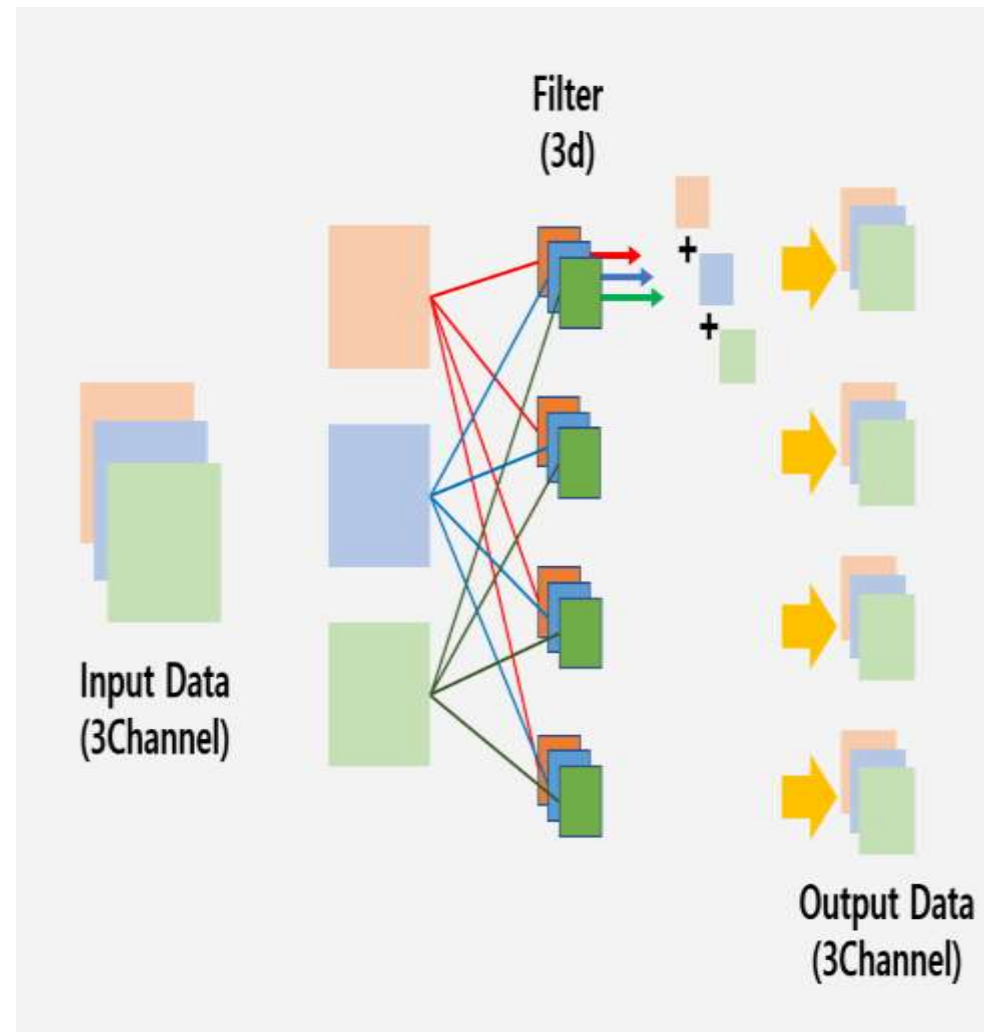 Filter
(3d)
+
+
Input Data
(3Channel)
Output Data
(3Channel)